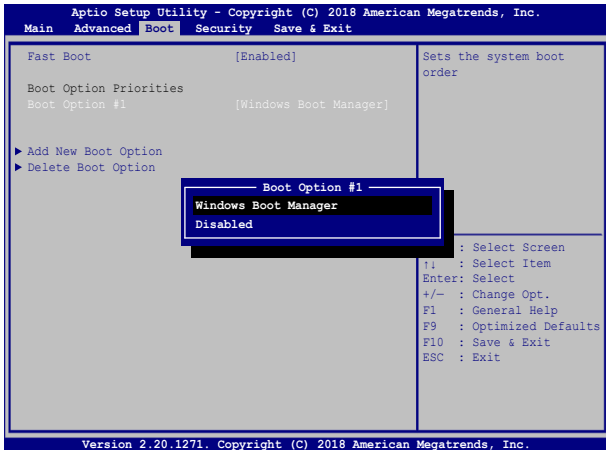 Aptio Setup Utility - Copyright (C) 2018 American Megatrends, Inc.
Main Advanced Boot Security Save & Exit
Fast Boot [Enabled]
Boot Option Priorities
Boot Option #1 [Windows Boot Manager]
Add New Boot Option
Delete Boot Option
Boot Option #1
Windows Boot Manager
Disabled
Sets the system boot
order
: Select Screen
↑↓ : Select Item
Enter: Select
+/— : Change Opt.
F1 : General Help
F9 : Optimized Defaults
F10 : Save & Exit
ESC : Exit
Version 2.20.1271. Copyright (C) 2018 American Megatrends, Inc.